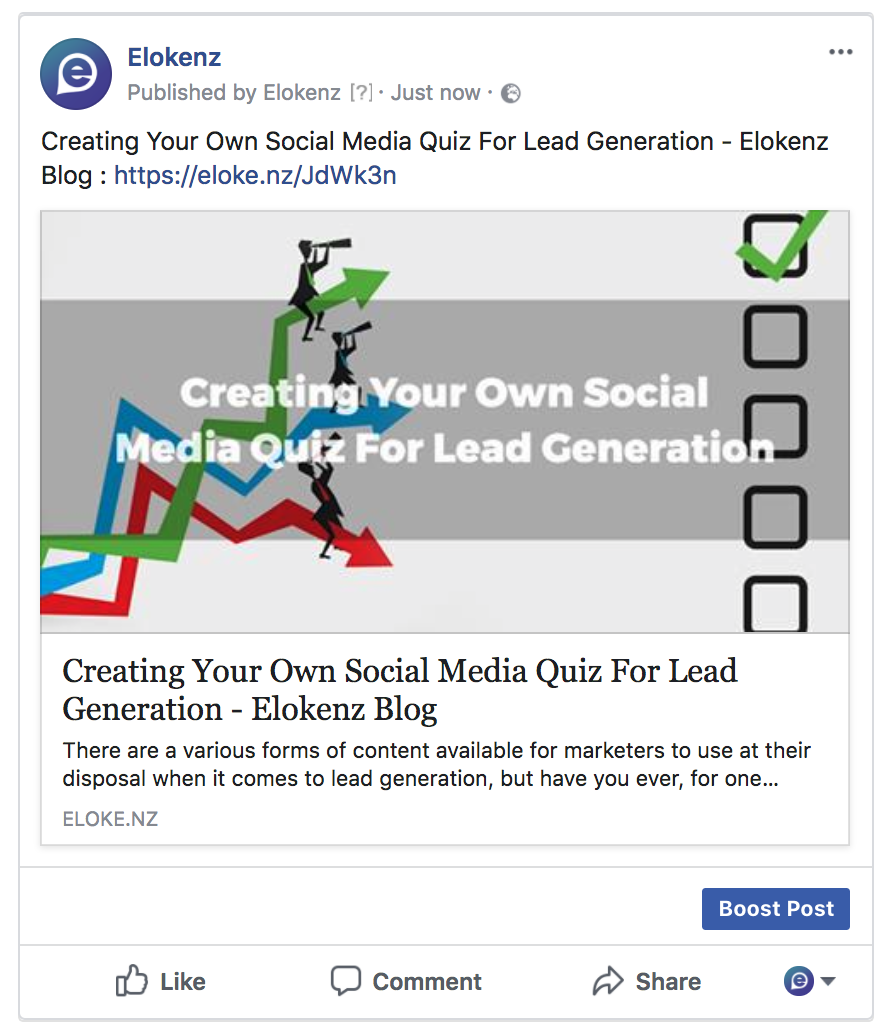 Elokenz
Published by Elokenz [?] · Just now ·
Creating Your Own Social Media Quiz For Lead Generation - Elokenz
Blog : https://eloke.nz/JdWk3n
Creating Your Own Social
Media Quiz For Lead Generation
Creating Your Own Social Media Quiz For Lead
Generation - Elokenz Blog
There are a various forms of content available for marketers to use at their
disposal when it comes to lead generation, but have you ever, for one...
ELOKE.NZ
Boost Post
Like Comment Share